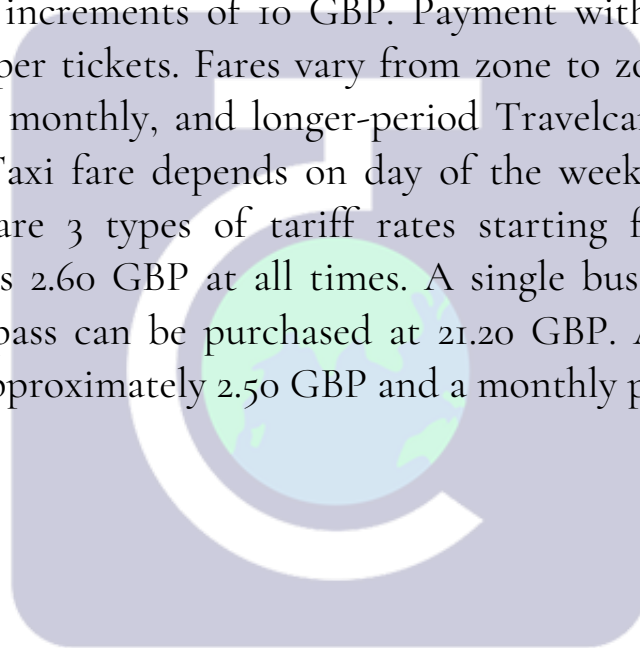 increments of 10 GBP. Payment with
per tickets. Fares vary from zone to zo
monthly, and longer-period Travelcar
Taxi fare depends on day of the week
are 3 types of tariff rates starting f
s 2.60 GBP at all times. A single bus
pass can be purchased at 21.20 GBP. A
pproximately 2.50 GBP and a monthly p